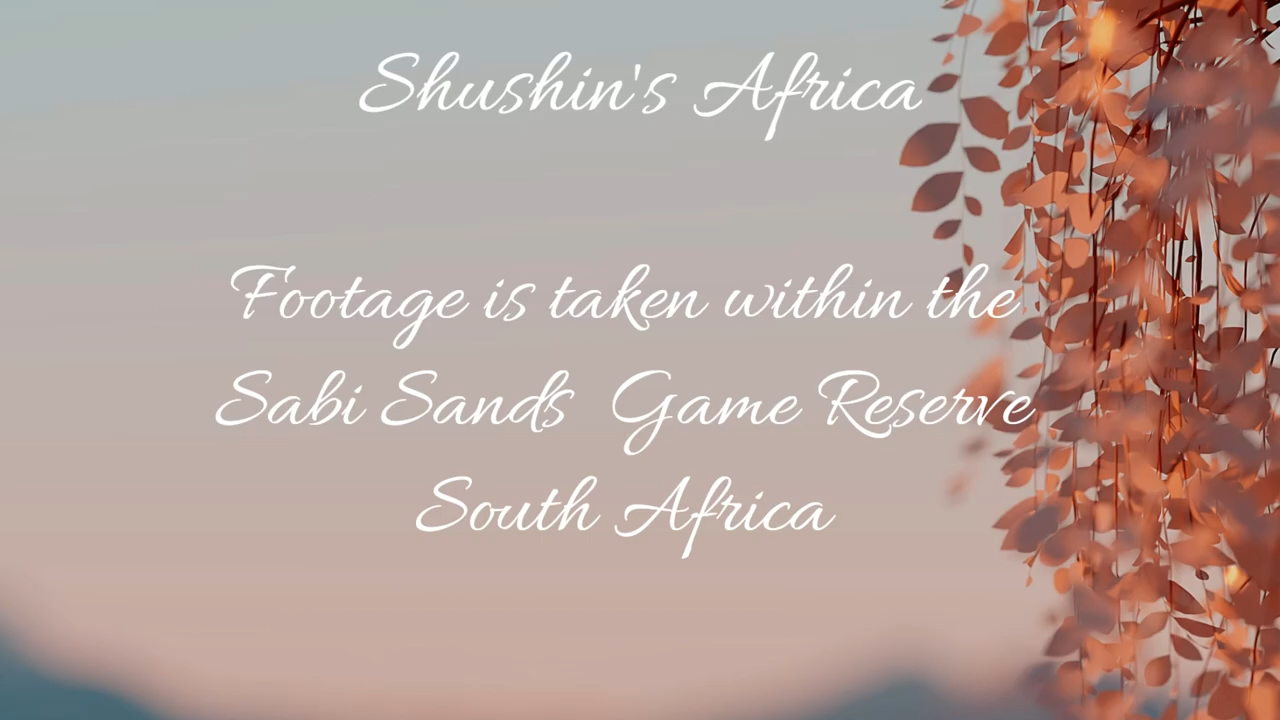 Shushin's Africa
Footage is taken within the
Sabi Sands Game Reserve
South Africa